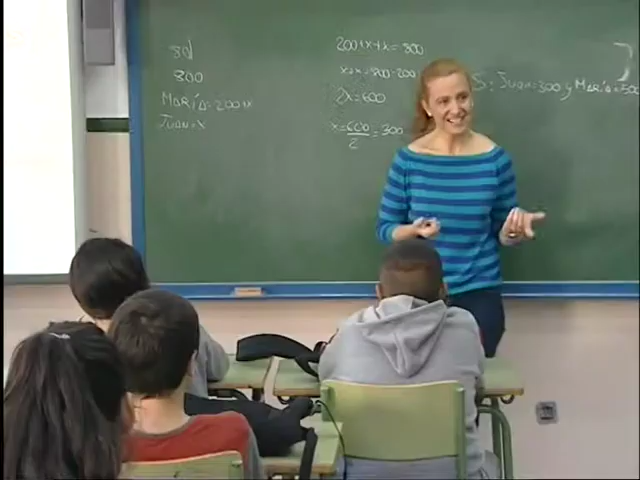 800
María=200+x
Juan=x
200+x+x=800
x+x=800-200
2x=600
x=600=300
2
S: Juan=300 y María=500